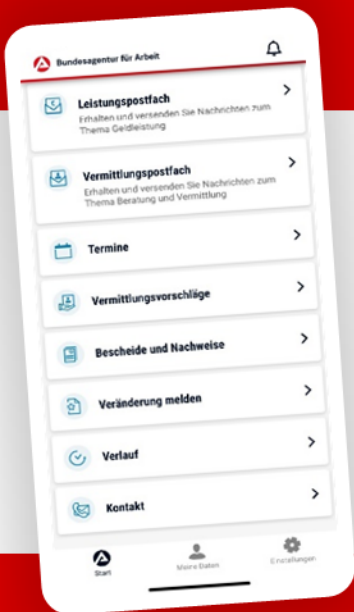 Bundesagentur für Arbeit
Leistungspostfach
Erhalten und versenden Sie Nachrichten zum
Thema Geldleistung
Vermittlungspostfach
Erhalten und versenden Sie Nachrichten zum
Thema Beratung und Vermittlung
Termine
Vermittlungsvorschläge
Bescheide und Nachweise
Veränderung melden
Verlauf
Kontakt
Start
Meine Daten
Einstellungen